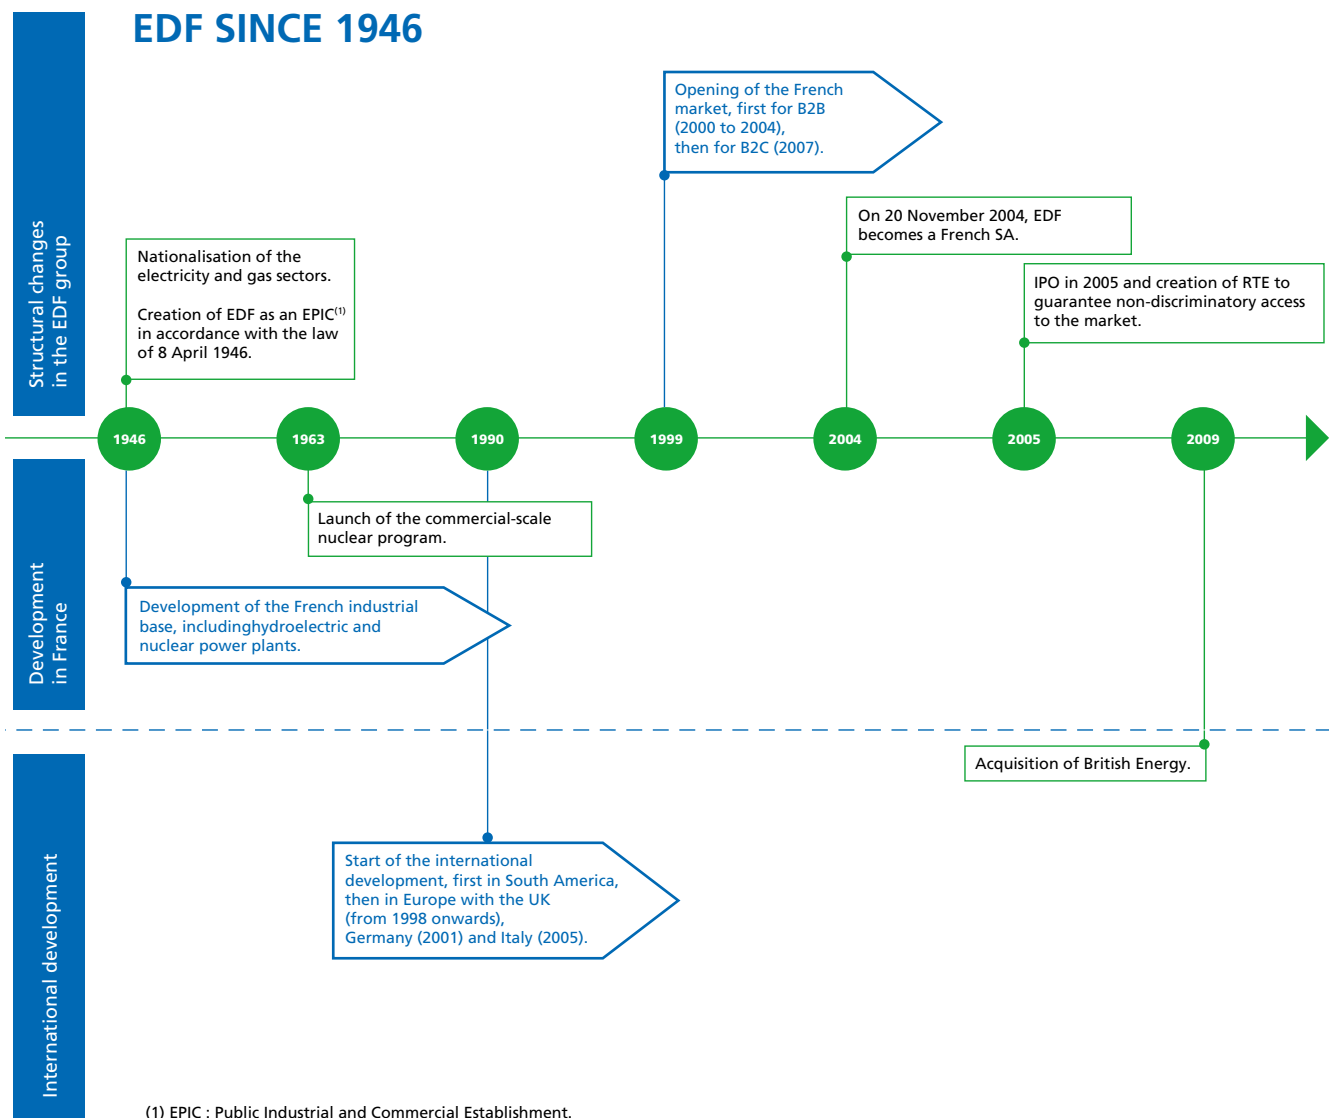 EDF SINCE 1946
Structural changes
in the EDF group
Opening of the French
market, first for B2B
(2000 to 2004),
then for B2C (2007).
On 20 November 2004, EDF
becomes a French SA.
Nationalisation of the
electricity and gas sectors.
Creation of EDF as an EPIC(1)
in accordance with the law
of 8 April 1946.
IPO in 2005 and creation of RTE to
guarantee non-discriminatory access
to the market.
1946
1963
1990
1999
2004
2005
2009
Development
in France
Launch of the commercial-scale
nuclear program.
Development of the French industrial
base, includinghydroelectric and
nuclear power plants.
International development
Acquisition of British Energy.
Start of the international
development, first in South America,
then in Europe with the UK
(from 1998 onwards),
Germany (2001) and Italy (2005).
(1) EPIC : Public Industrial and Commercial Establishment.